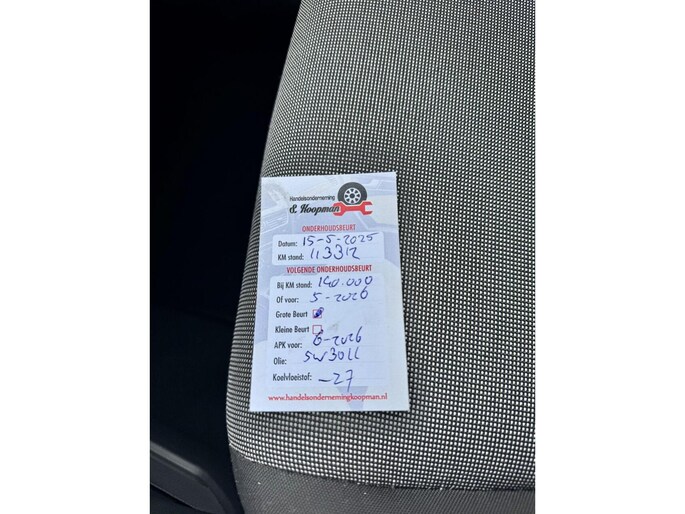 Handelsonderneming
S. Koopman
ONDERHOUDSBEURT
Datum: 15-5-2025
KM stand: 113312
VOLGENDE ONDERHOUDSBEURT
Bij KM stand: 140.000
Of voor: 5-2026
Grote Beurt
Kleine Beurt
APK voor: 6-2026
Olie: 5w30LL
Koelvloeistof: -27
www.handelsondernemingkoopman.nl